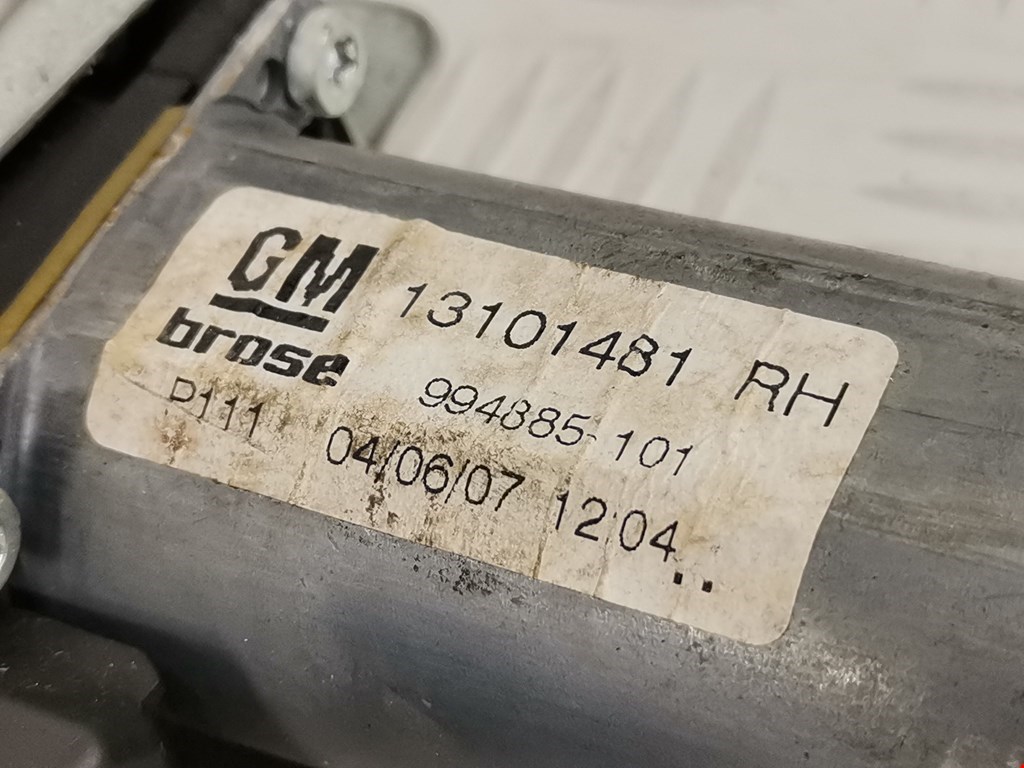 GM 13101481 RH
brose 994885-101
P111 04/06/07 12:04